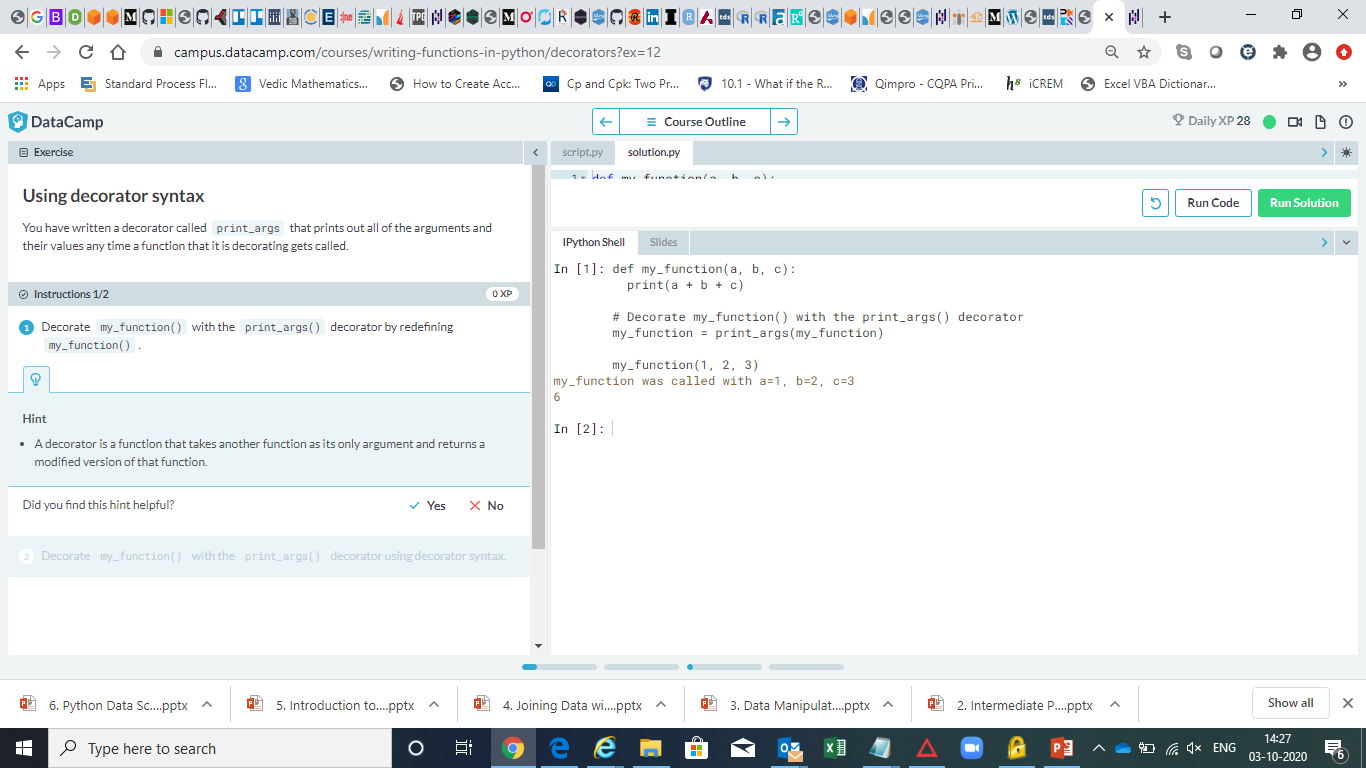 campus.datacamp.com/courses/writing-functions-in-python/decorators?ex=12
Apps
Standard Process Fl...
Vedic Mathematics...
How to Create Acc...
Cp and Cpk: Two Pr...
10.1 - What if the R...
Qimpro - CQPA Pri...
iCREM
Excel VBA Dictionar...
DataCamp
Course Outline
Daily XP 28
Exercise
script.py
solution.py
Using decorator syntax
You have written a decorator called print_args that prints out all of the arguments and
their values any time a function that it is decorating gets called.
Instructions 1/2
0 XP
1 Decorate my_function() with the print_args() decorator by redefining
my_function() .
Hint
• A decorator is a function that takes another function as its only argument and returns a
modified version of that function.
Did you find this hint helpful?
Yes
No
2 Decorate my_function() with the print_args() decorator using decorator syntax.
1 def my_function(a, b, c):
Run Code
Run Solution
IPython Shell
Slides
In [1]: def my_function(a, b, c):
print(a + b + c)
# Decorate my_function() with the print_args() decorator
my_function = print_args(my_function)
my_function(1, 2, 3)
my_function was called with a=1, b=2, c=3
6
In [2]:
6. Python Data Sc....pptx
5. Introduction to....pptx
4. Joining Data wi....pptx
3. Data Manipulat....pptx
2. Intermediate P....pptx
Show all
Type here to search
ENG
14:27
03-10-2020
6